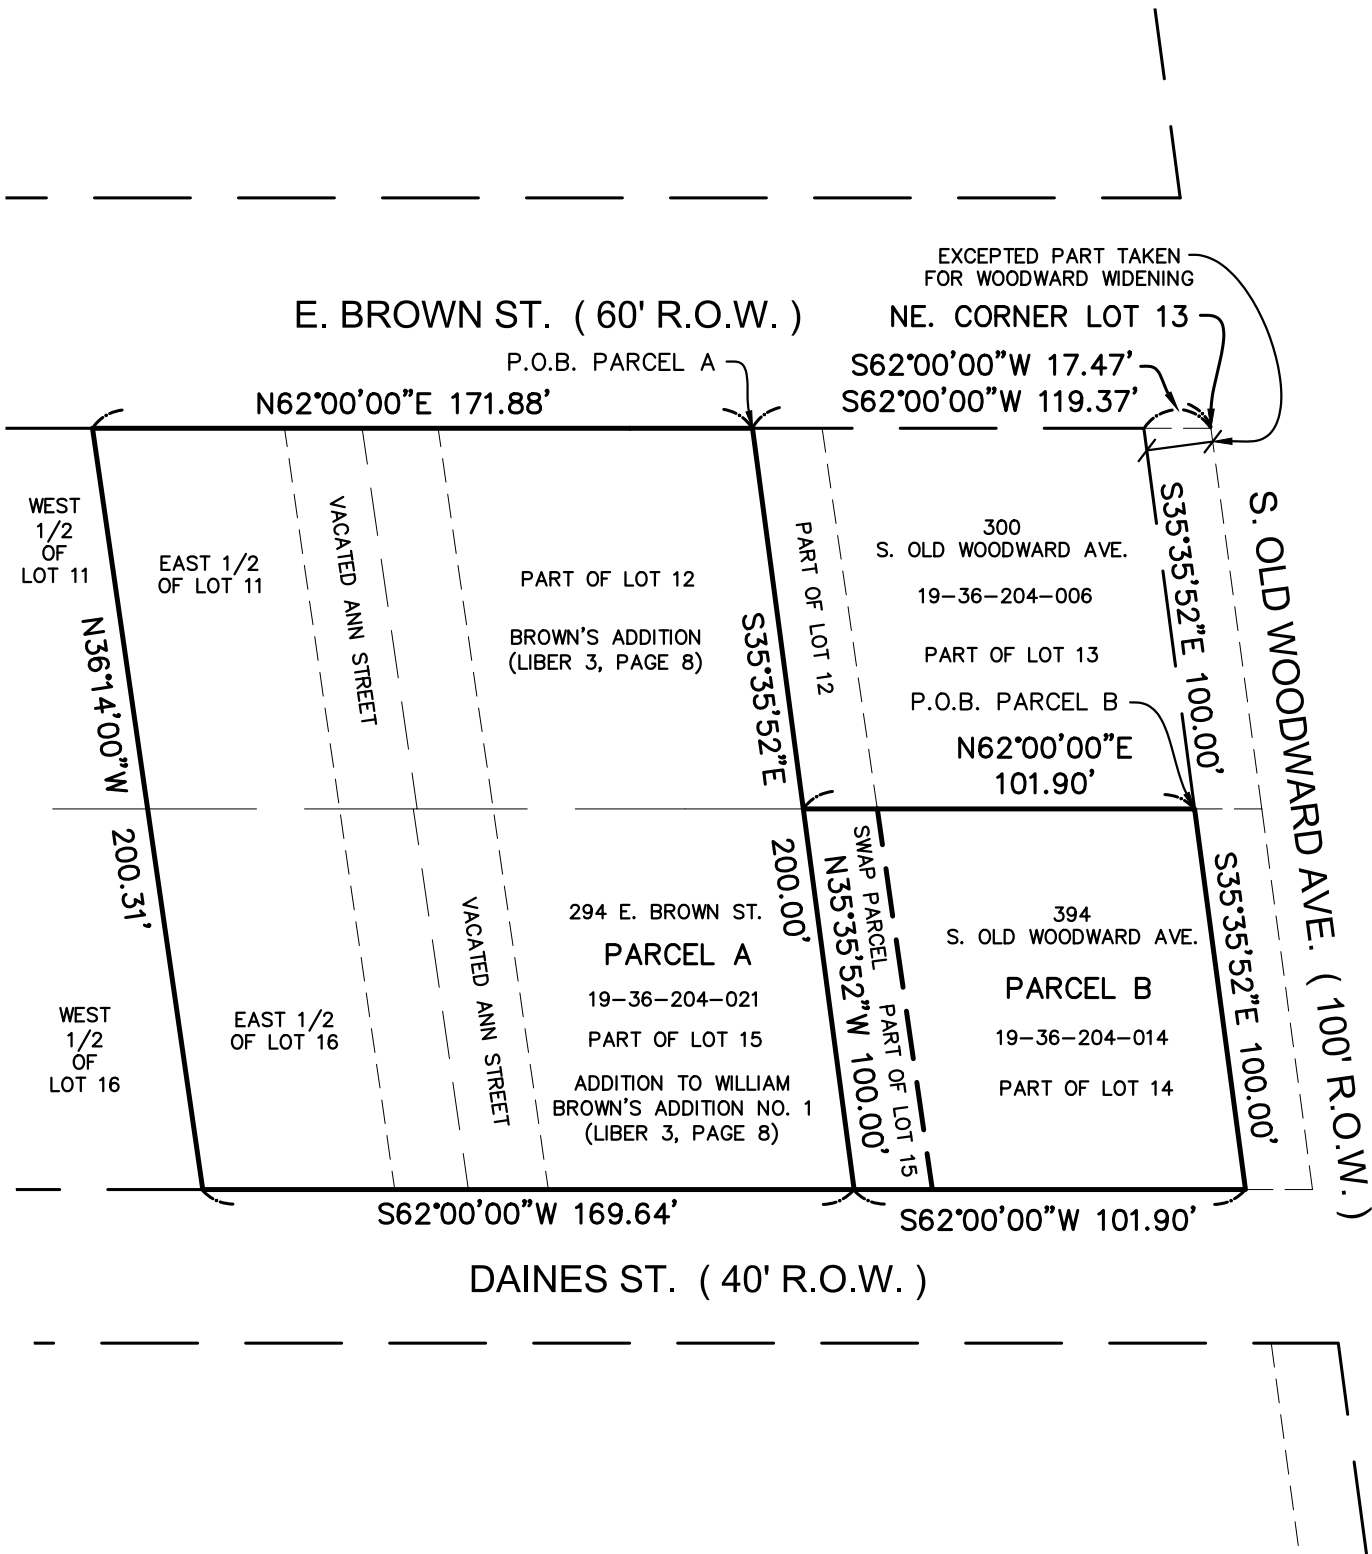 EXCEPTED PART TAKEN
FOR WOODWARD WIDENING
E. BROWN ST. ( 60' R.O.W. )
NE. CORNER LOT 13
P.O.B. PARCEL A
S62°00'00"W 17.47'
N62°00'00"E 171.88'
S62°00'00"W 119.37'
WEST
1/2
OF
LOT 11
EAST 1/2
OF LOT 11
VACATED ANN STREET
PART OF LOT 12
BROWN'S ADDITION
(LIBER 3, PAGE 8)
PART OF LOT 12
300
S. OLD WOODWARD AVE.
19-36-204-006
PART OF LOT 13
P.O.B. PARCEL B
N62°00'00"E
101.90'
S35°35'52"E 100.00'
S. OLD WOODWARD AVE. ( 100' R.O.W. )
N36°14'00"W 200.31'
S35°35'52"E 200.00'
WEST
1/2
OF
LOT 16
EAST 1/2
OF LOT 16
VACATED ANN STREET
294 E. BROWN ST.
PARCEL A
19-36-204-021
PART OF LOT 15
ADDITION TO WILLIAM
BROWN'S ADDITION NO. 1
(LIBER 3, PAGE 8)
N35°35'52"W 100.00'
SWAP PARCEL PART OF LOT 15
394
S. OLD WOODWARD AVE.
PARCEL B
19-36-204-014
PART OF LOT 14
S35°35'52"E 100.00'
S62°00'00"W 169.64'
S62°00'00"W 101.90'
DAINES ST. ( 40' R.O.W. )